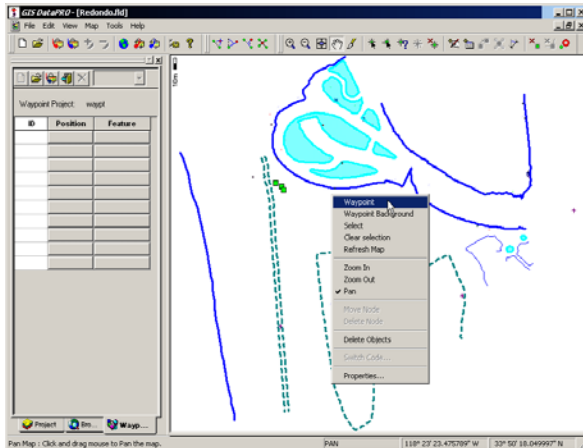 GIS DataPRO - [Redondo.fld]
File Edit View Map Tools Help
Waypoint Project: waypt
ID Position Feature
10m
Waypoint
Waypoint Background
Select
Clear selection
Refresh Map
Zoom In
Zoom Out
Pan
Move Node
Delete Node
Delete Objects
Switch Code...
Properties...
Project Bro... Wayp...
Pan Map : Click and drag mouse to Pan the map. PAN 118° 23' 23.475789" W 33° 50' 18.049997" N